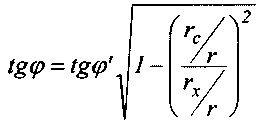 tgφ = tgφ' √(1 - ((r_c/r)/(r_x/r))^2)